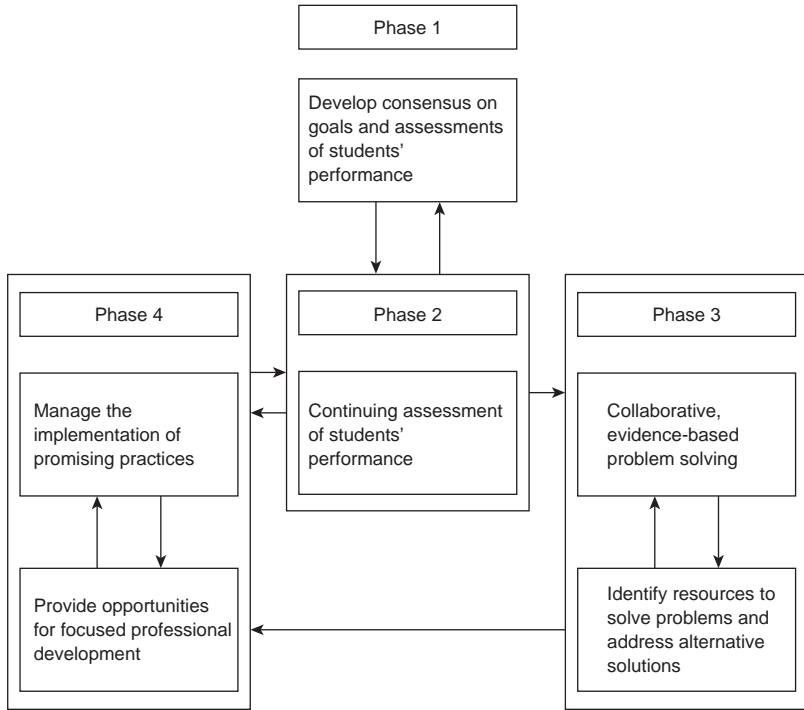 Phase 1
Develop consensus on
goals and assessments
of students’
performance
Phase 4
Manage the
implementation of
promising practices
Provide opportunities
for focused professional
development
Phase 2
Continuing assessment
of students’
performance
Phase 3
Collaborative,
evidence-based
problem solving
Identify resources to
solve problems and
address alternative
solutions